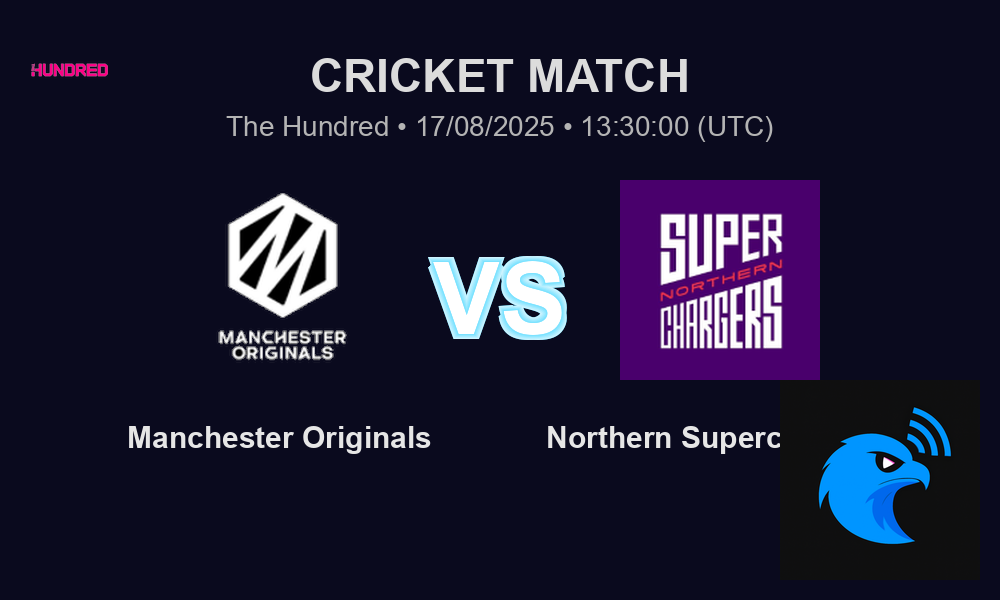 HUNDRED
CRICKET MATCH
The Hundred • 17/08/2025 • 13:30:00 (UTC)
MANCHESTER
ORIGINALS
VS
SUPER
NORTHERN
CHARGERS
Manchester Originals
Northern Superc